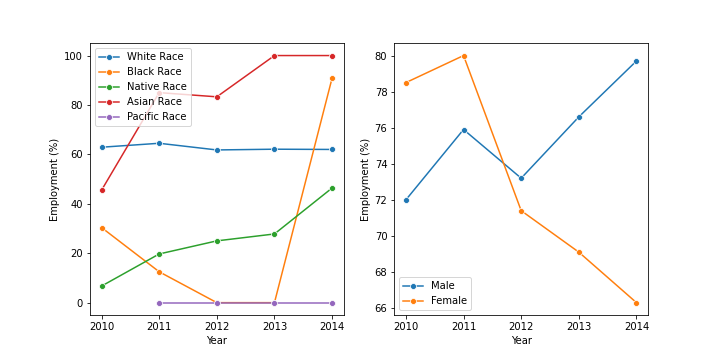 100
80
60
40
20
0
Employment (%)
White Race
Black Race
Native Race
Asian Race
Pacific Race
2010 2011 2012 2013 2014
Year
80
78
76
74
72
70
68
66
Employment (%)
Male
Female
2010 2011 2012 2013 2014
Year